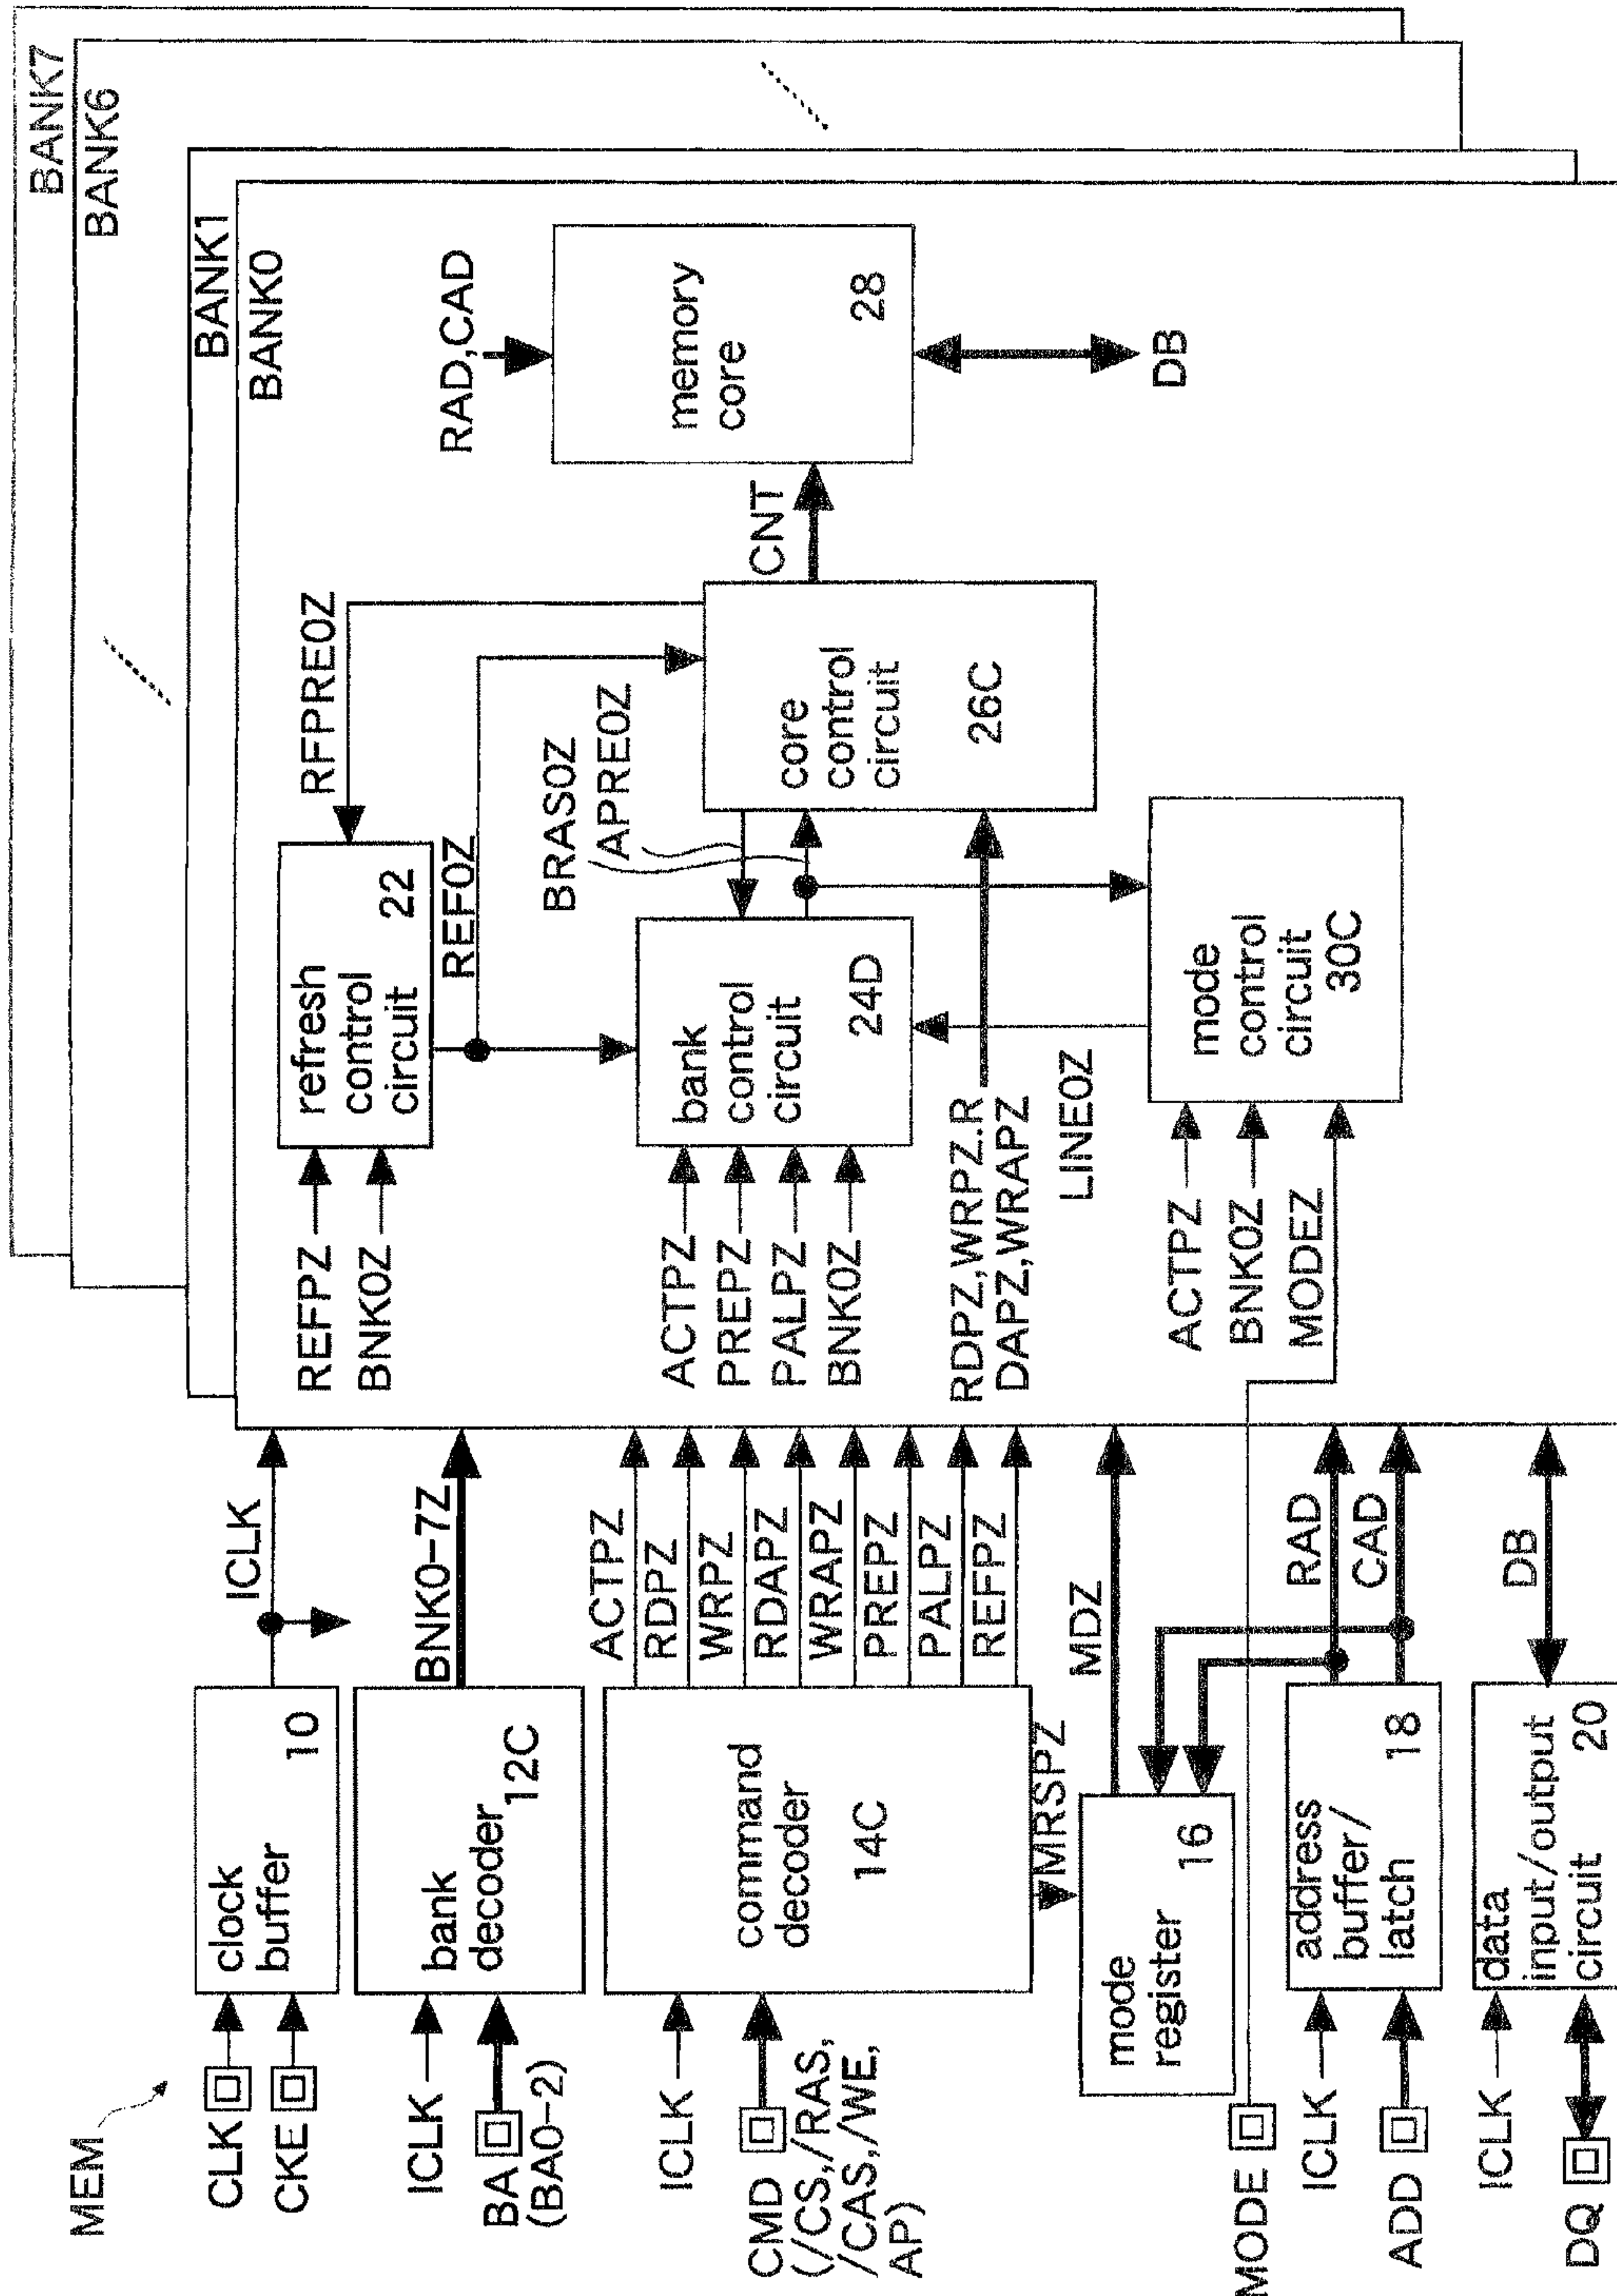 MEM
CLK
CKE
clock
buffer
10
ICLK
ICLK
BA
(BA0-2)
bank
decoder
12C
BNK0-7Z
ICLK
CMD
(/CS,/RAS,
/CAS,/WE,
AP)
command
decoder
14C
ACTPZ
RDPZ
WRPZ
RDAPZ
WRAPZ
PREPZ
PALPZ
REFPZ
MRSPZ
mode
register
16
MDZ
MODE
ICLK
ADD
address
buffer/
latch
18
RAD
CAD
ICLK
DQ
data
input/output
circuit
20
DB
BANK7
BANK6
BANK1
BANK0
REFPZ
BNK0Z
refresh
control
circuit
22
RFPRE0Z
REF0Z
ACTPZ
PREPZ
PALPZ
BNK0Z
bank
control
circuit
24D
BRAS0Z
APRE0Z
RDPZ,WRPZ.R
DAPZ,WRAPZ
LINE0Z
core
control
circuit
26C
CNT
RAD,CAD
memory
core
28
DB
ACTPZ
BNK0Z
MODEZ
mode
control
circuit
30C